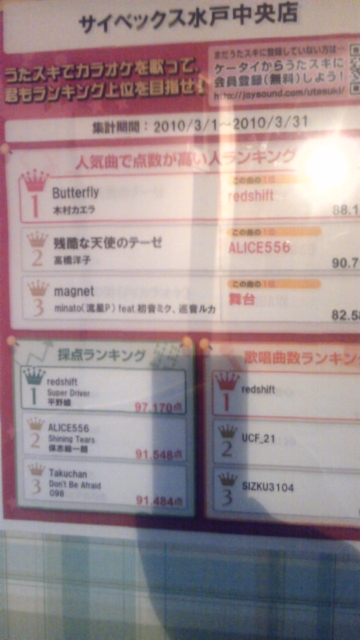 サイベックス水戸中央店
うたスキでカラオケを歌って、
君もランキング上位を目指せ!
まだうたスキに登録していない方は…
ケータイからうたスキに
会員登録(無料)しよう!
http://joysound.com/utasuki/
集計期間:2010/3/1〜2010/3/31
人気曲で点数が高い人ランキング
1 Butterfly
木村カエラ
この曲の1位
redshift
88.1
2 残酷な天使のテーゼ
高橋洋子
この曲の1位
ALICE556
90.7
3 magnet
minato(流星P) feat.初音ミク、巡音ルカ
この曲の1位
舞台
82.5
採点ランキング
1 redshift
Super Driver
平野綾
97.170点
2 ALICE556
Shining Tears
91.548点
3 Takuchan
Don't Be Afraid
098
91.484点
歌唱曲数ランキン
1 redshift
2 UCF_21
3 SIZKU3104